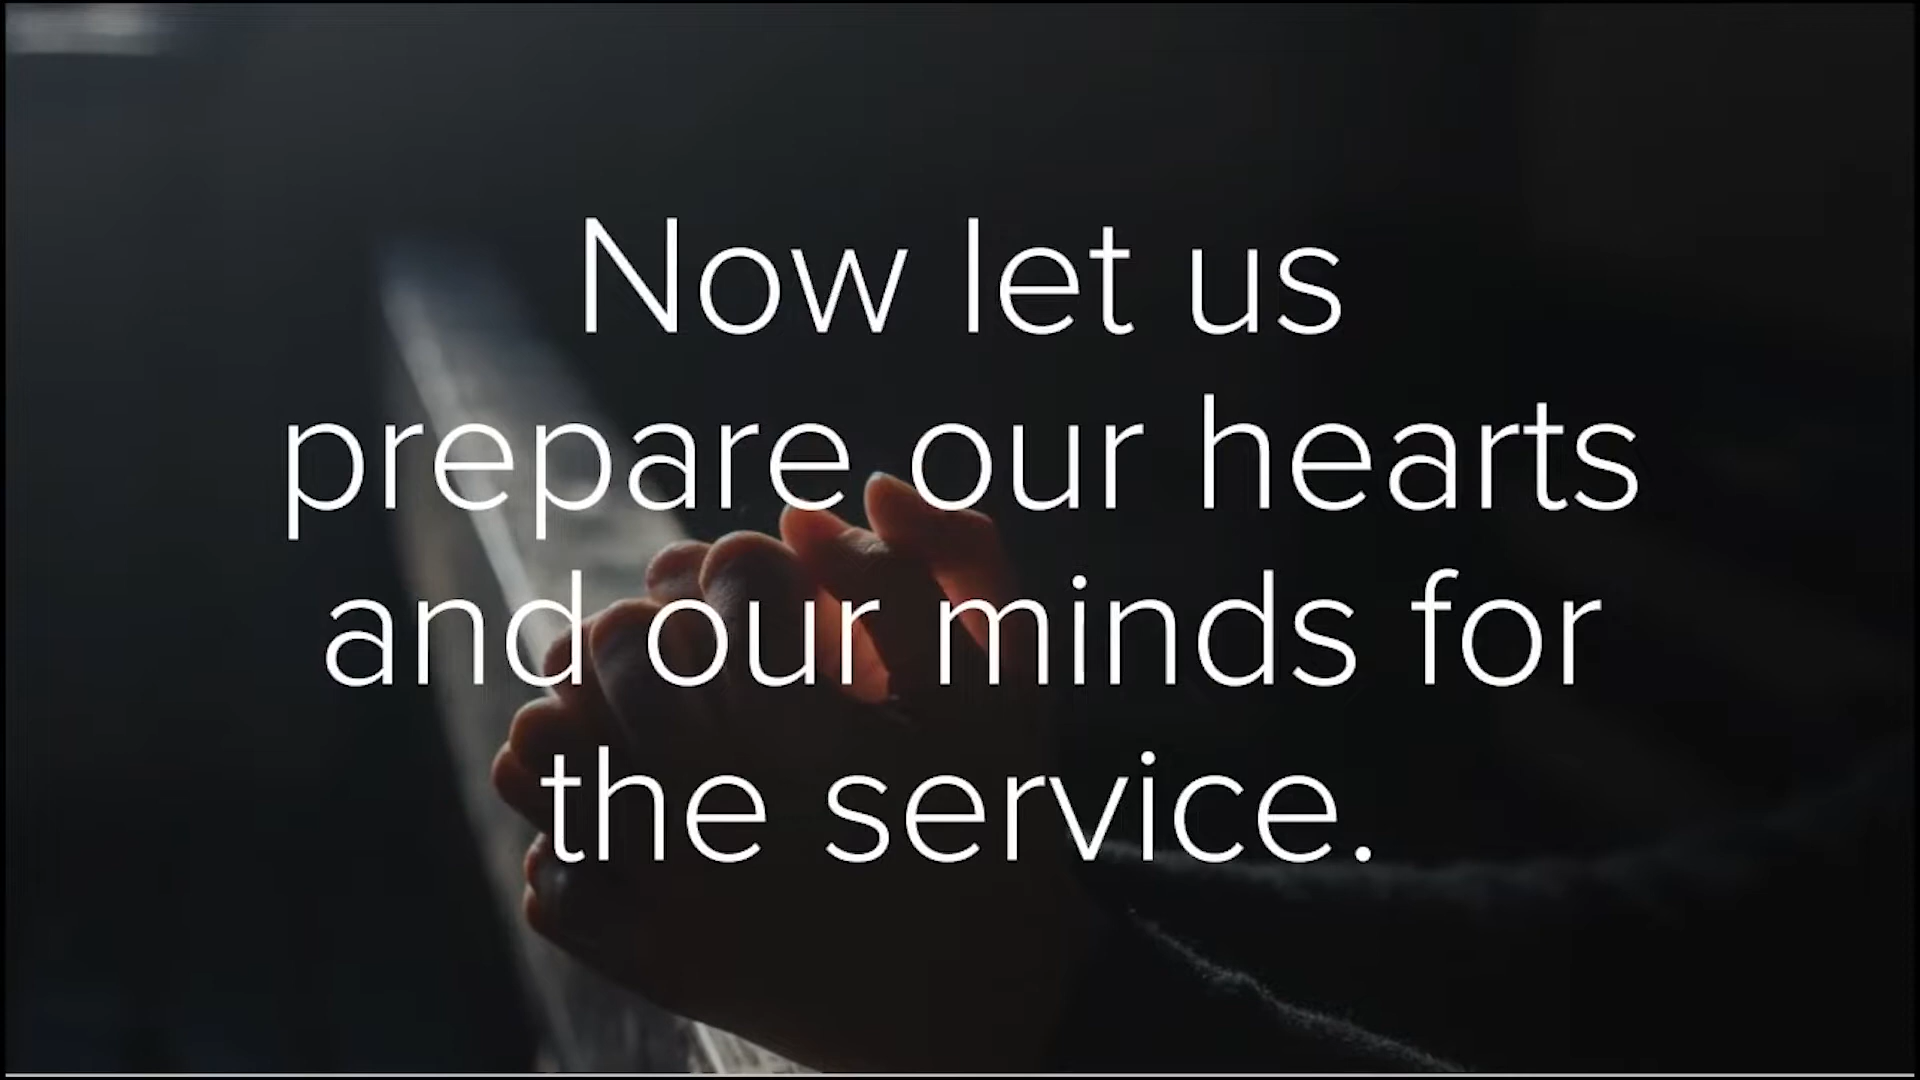 Now let us
prepare our hearts
and our minds for
the service.